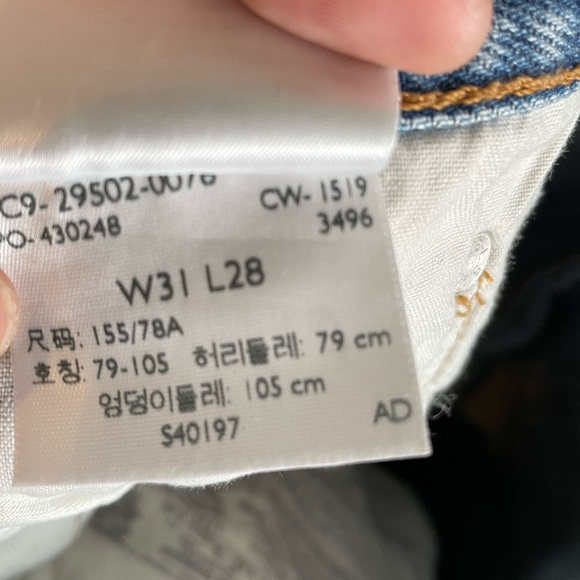 C9-29502-0078 CW-1519
PO-430248 3496
W31 L28
尺码: 155/78A
호칭: 79-105 허리둘레: 79 cm
엉덩이둘레: 105 cm
S40197 AD